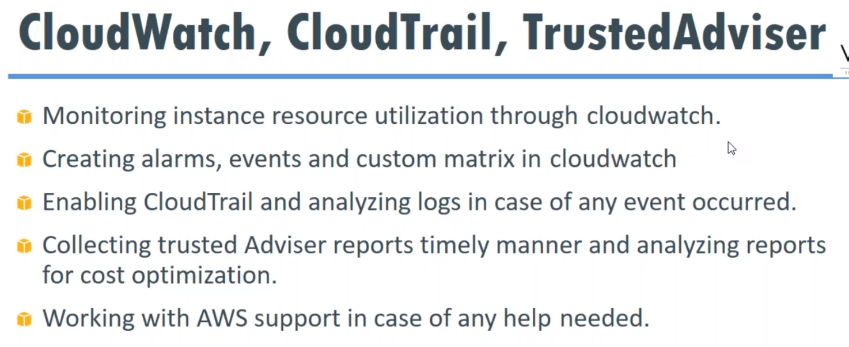 CloudWatch, CloudTrail, TrustedAdviser
Monitoring instance resource utilization through cloudwatch.
Creating alarms, events and custom matrix in cloudwatch
Enabling CloudTrail and analyzing logs in case of any event occurred.
Collecting trusted Adviser reports timely manner and analyzing reports
for cost optimization.
Working with AWS support in case of any help needed.